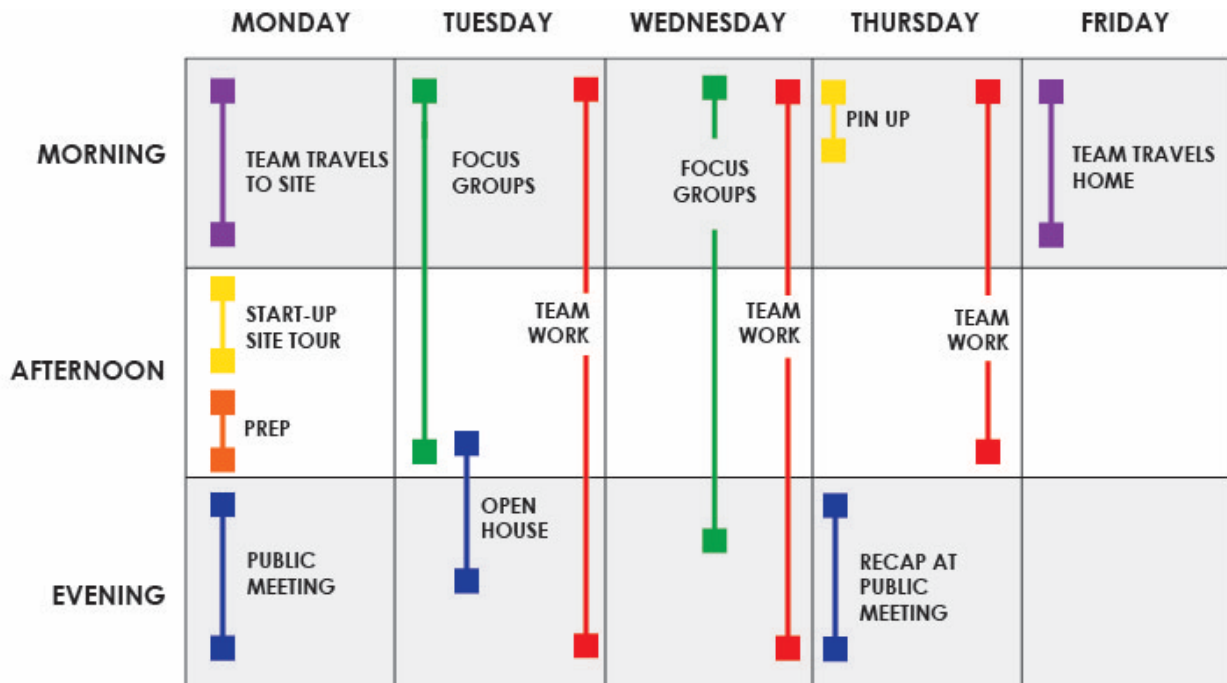 MONDAY
TUESDAY
WEDNESDAY
THURSDAY
FRIDAY
MORNING
TEAM TRAVELS
TO SITE
FOCUS
GROUPS
FOCUS
GROUPS
PIN UP
TEAM TRAVELS
HOME
AFTERNOON
START-UP
SITE TOUR
PREP
TEAM
WORK
TEAM
WORK
TEAM
WORK
EVENING
PUBLIC
MEETING
OPEN
HOUSE
RECAP AT
PUBLIC
MEETING